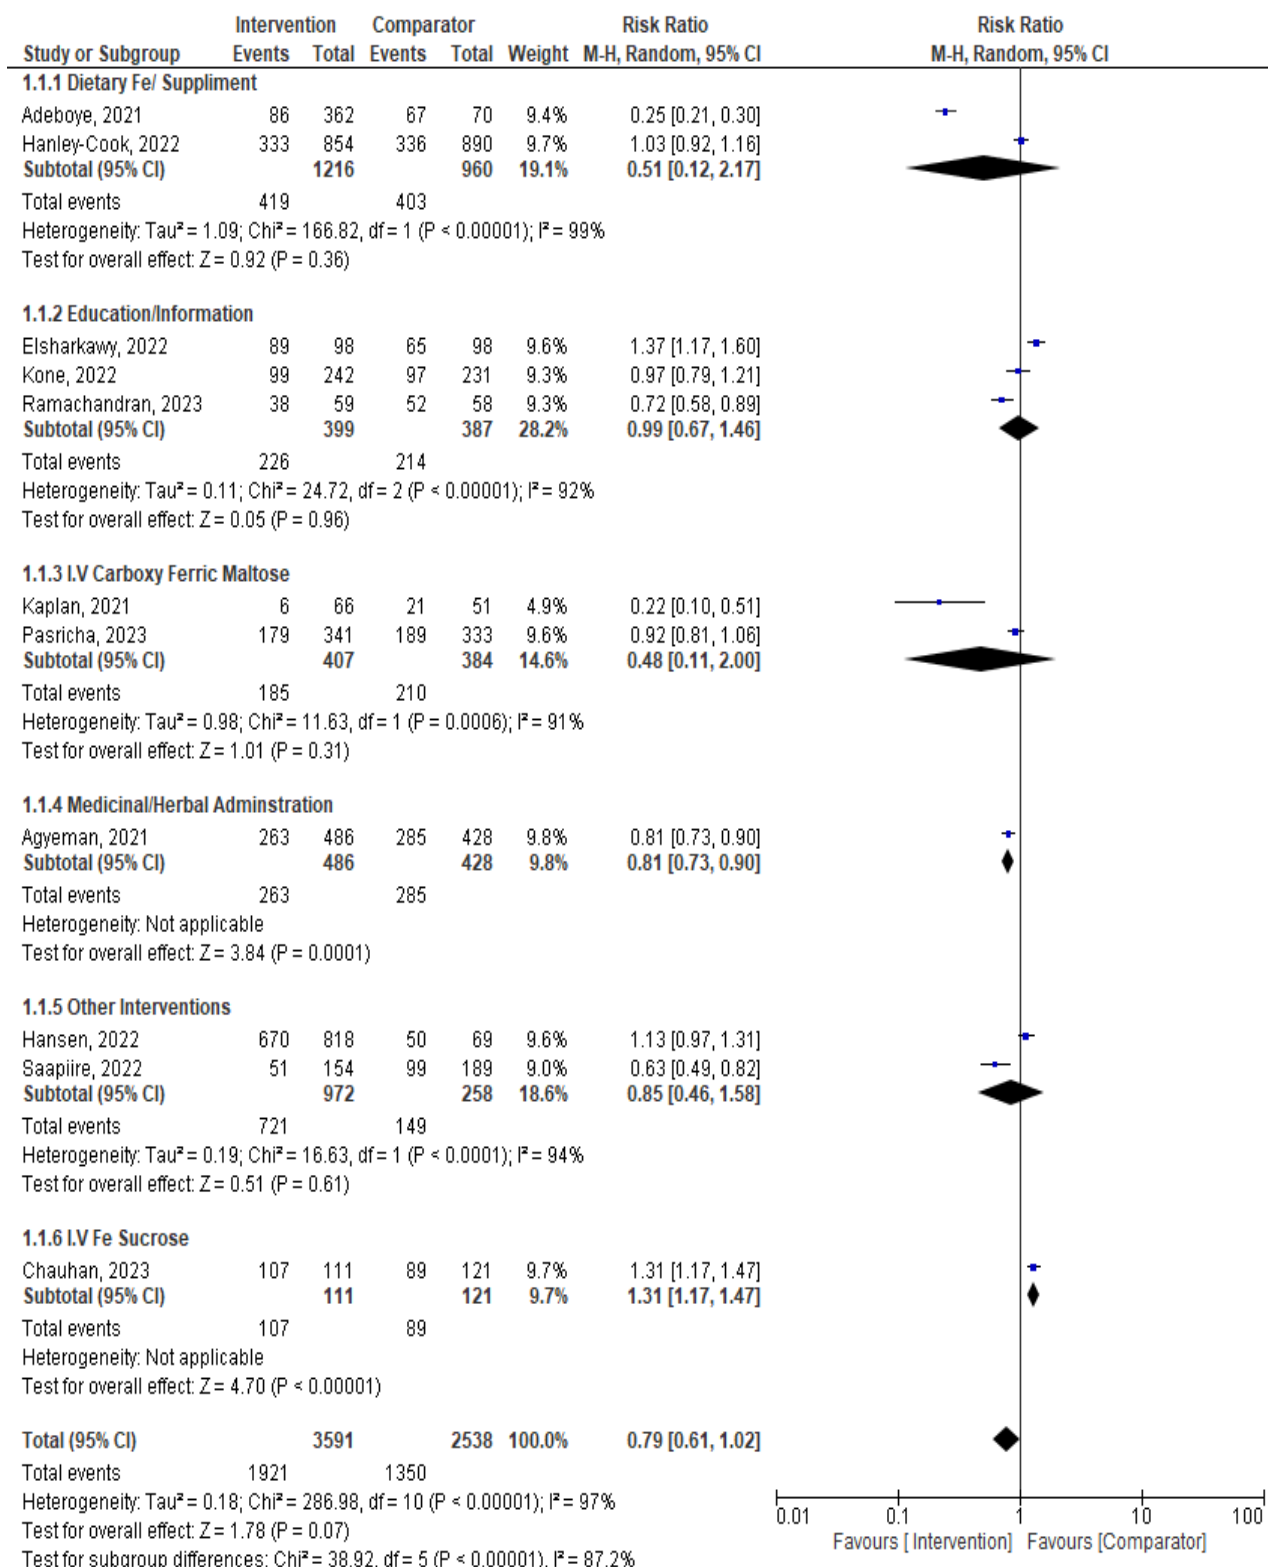 Intervention Comparator Risk Ratio Risk Ratio
Study or Subgroup Events Total Events Total Weight M-H, Random, 95% CI M-H, Random, 95% CI
1.1.1 Dietary Fe/ Suppliment
Adeboye, 2021 86 362 67 70 9.4% 0.25 [0.21, 0.30]
Hanley-Cook, 2022 333 854 336 890 9.7% 1.03 [0.92, 1.16]
Subtotal (95% CI) 1216 960 19.1% 0.51 [0.12, 2.17]
Total events 419 403
Heterogeneity: Tau² = 1.09; Chi² = 166.82, df = 1 (P < 0.00001); I² = 99%
Test for overall effect: Z = 0.92 (P = 0.36)
1.1.2 Education/Information
Elsharkawy, 2022 89 98 65 98 9.6% 1.37 [1.17, 1.60]
Kone, 2022 99 242 97 231 9.3% 0.97 [0.79, 1.21]
Ramachandran, 2023 38 59 52 58 9.3% 0.72 [0.58, 0.89]
Subtotal (95% CI) 399 387 28.2% 0.99 [0.67, 1.46]
Total events 226 214
Heterogeneity: Tau² = 0.11; Chi² = 24.72, df = 2 (P < 0.00001); I² = 92%
Test for overall effect: Z = 0.05 (P = 0.96)
1.1.3 I.V Carboxy Ferric Maltose
Kaplan, 2021 6 66 21 51 4.9% 0.22 [0.10, 0.51]
Pasricha, 2023 179 341 189 333 9.6% 0.92 [0.81, 1.06]
Subtotal (95% CI) 407 384 14.6% 0.48 [0.11, 2.00]
Total events 185 210
Heterogeneity: Tau² = 0.98; Chi² = 11.63, df = 1 (P = 0.0006); I² = 91%
Test for overall effect: Z = 1.01 (P = 0.31)
1.1.4 Medicinal/Herbal Adminstration
Agyeman, 2021 263 486 285 428 9.8% 0.81 [0.73, 0.90]
Subtotal (95% CI) 486 428 9.8% 0.81 [0.73, 0.90]
Total events 263 285
Heterogeneity: Not applicable
Test for overall effect: Z = 3.84 (P = 0.0001)
1.1.5 Other Interventions
Hansen, 2022 670 818 50 69 9.6% 1.13 [0.97, 1.31]
Saapiire, 2022 51 154 99 189 9.0% 0.63 [0.49, 0.82]
Subtotal (95% CI) 972 258 18.6% 0.85 [0.46, 1.58]
Total events 721 149
Heterogeneity: Tau² = 0.19; Chi² = 16.63, df = 1 (P < 0.0001); I² = 94%
Test for overall effect: Z = 0.51 (P = 0.61)
1.1.6 I.V Fe Sucrose
Chauhan, 2023 107 111 89 121 9.7% 1.31 [1.17, 1.47]
Subtotal (95% CI) 111 121 9.7% 1.31 [1.17, 1.47]
Total events 107 89
Heterogeneity: Not applicable
Test for overall effect: Z = 4.70 (P < 0.00001)
Total (95% CI) 3591 2538 100.0% 0.79 [0.61, 1.02]
Total events 1921 1350
Heterogeneity: Tau² = 0.18; Chi² = 286.98, df = 10 (P < 0.00001); I² = 97%
Test for overall effect: Z = 1.78 (P = 0.07)
Test for subgroup differences: Chi² = 38.92, df = 5 (P < 0.00001), I² = 87.2%
0.01 0.1 1 10 100
Favours [ Intervention] Favours [Comparator]